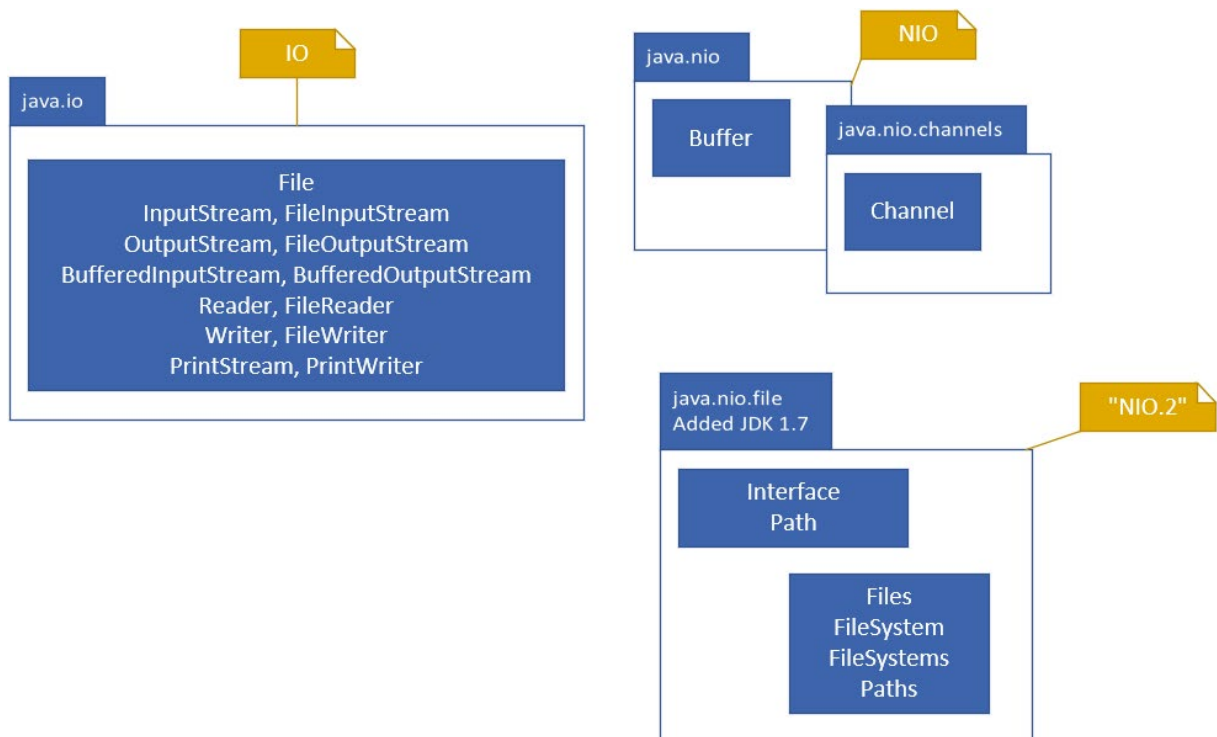 IO
java.io
File
InputStream, FileInputStream
OutputStream, FileOutputStream
BufferedInputStream, BufferedOutputStream
Reader, FileReader
Writer, FileWriter
PrintStream, PrintWriter
NIO
java.nio
Buffer
java.nio.channels
Channel
"NIO.2"
java.nio.file
Added JDK 1.7
Interface
Path
Files
FileSystem
FileSystems
Paths